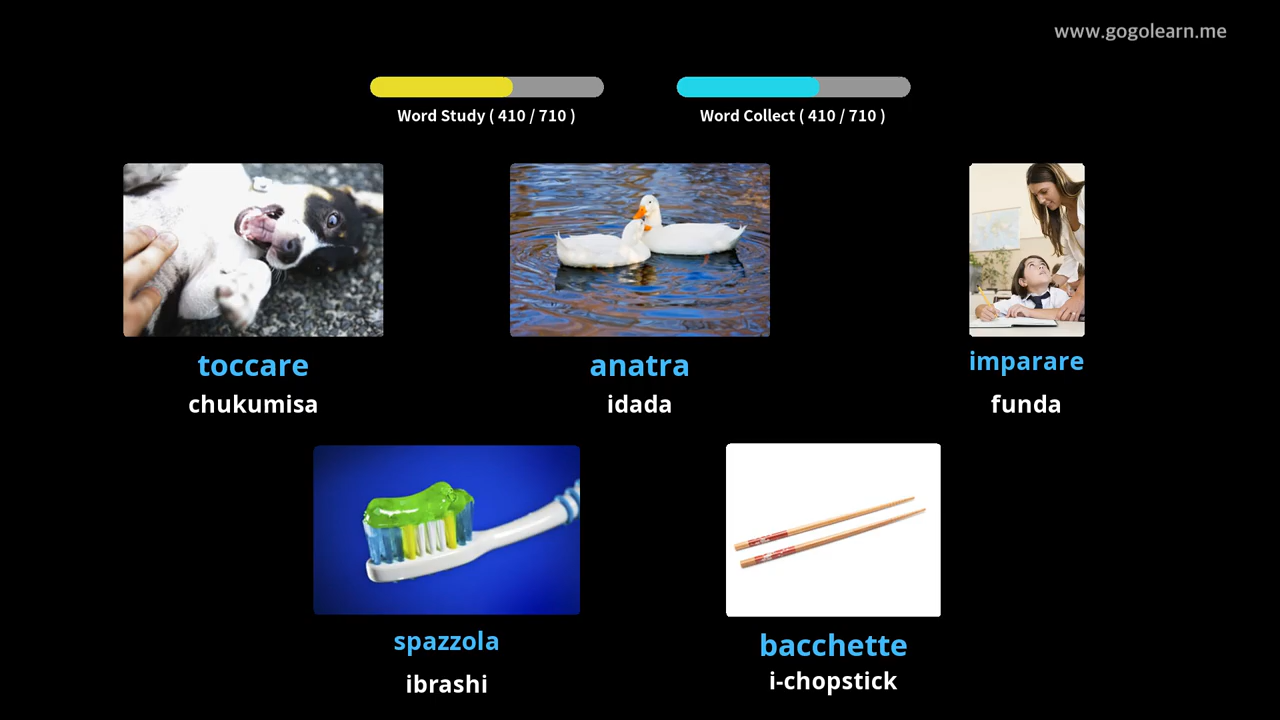 www.gogolearn.me
Word Study ( 410 / 710 )
Word Collect ( 410 / 710 )
toccare
chukumisa
anatra
idada
imparare
funda
spazzola
ibrashi
bacchette
i-chopstick